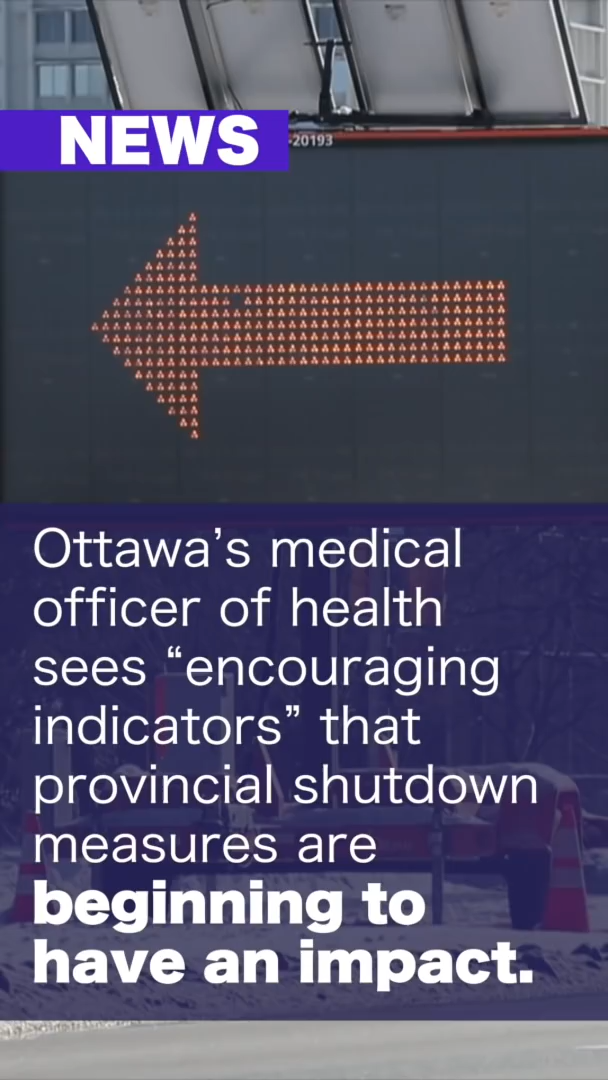 NEWS
-20193
Ottawa’s medical
officer of health
sees “encouraging
indicators” that
provincial shutdown
measures are
beginning to
have an impact.